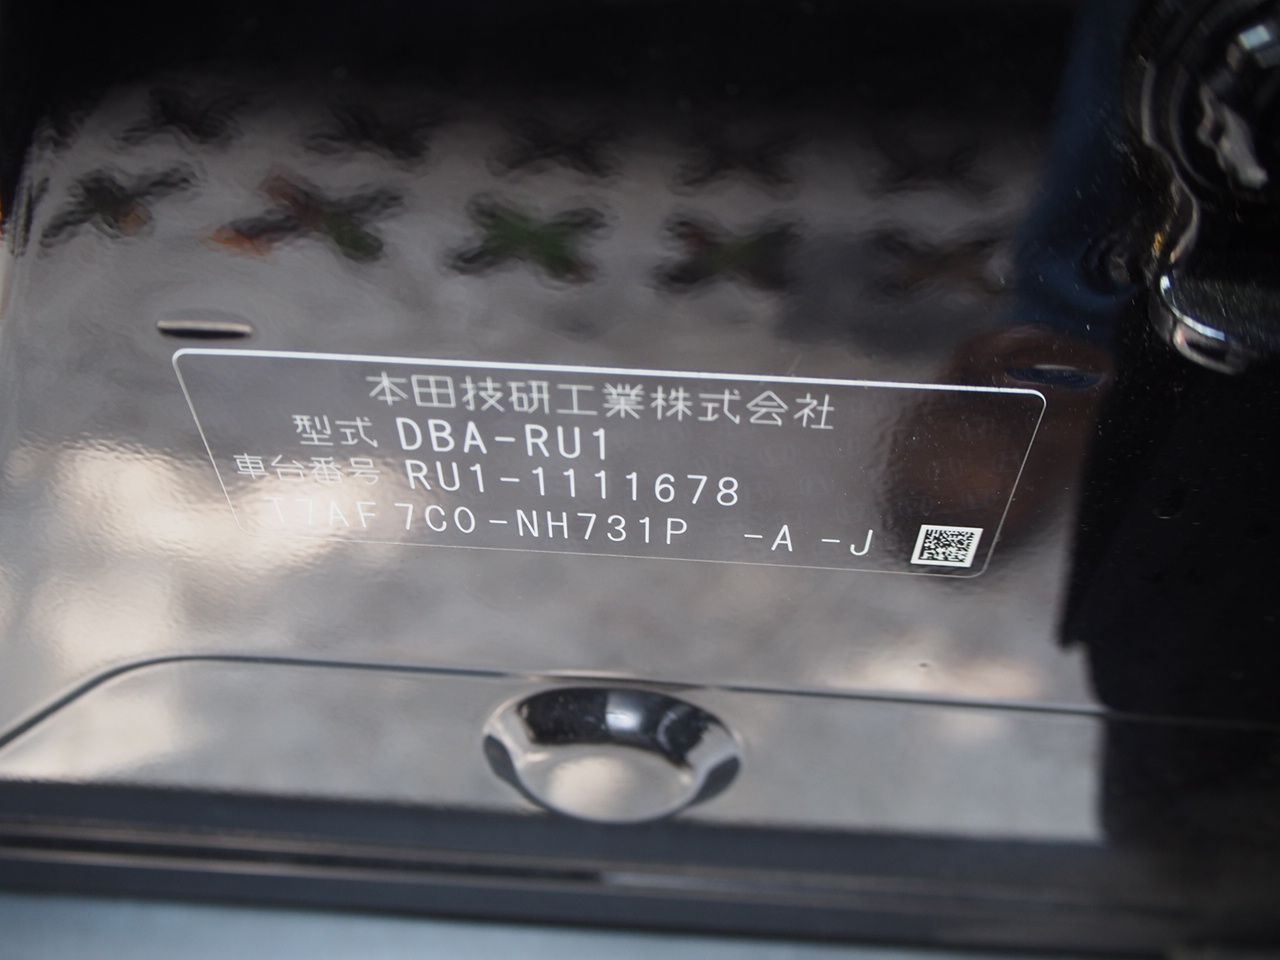 本田技研工業株式会社
型式 DBA-RU1
車台番号 RU1-1111678
T7AF 7C0-NH731P -A -J